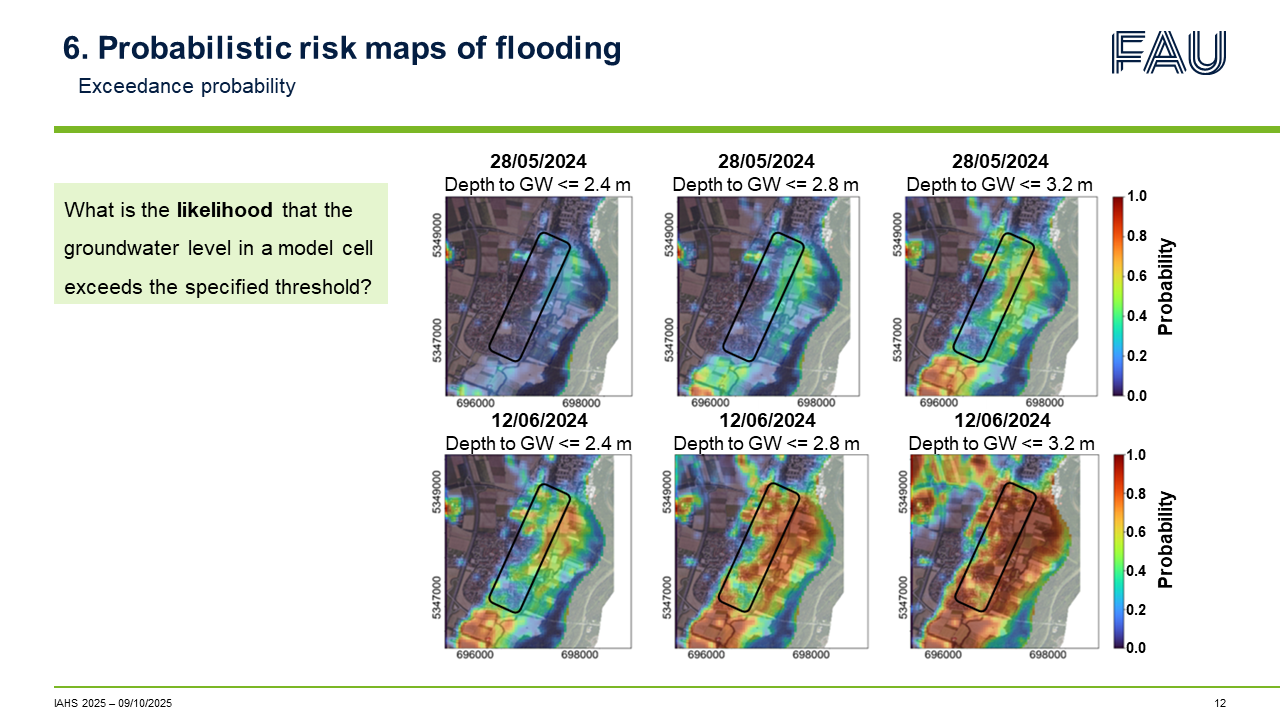 6. Probabilistic risk maps of flooding
FAU
Exceedance probability
What is the likelihood that the
groundwater level in a model cell
exceeds the specified threshold?
28/05/2024
Depth to GW <= 2.4 m
5349000
5347000
696000
698000
28/05/2024
Depth to GW <= 2.8 m
5349000
5347000
696000
698000
28/05/2024
Depth to GW <= 3.2 m
5349000
5347000
696000
698000
1.0
0.8
0.6
0.4
0.2
0.0
Probability
12/06/2024
Depth to GW <= 2.4 m
5349000
5347000
696000
698000
12/06/2024
Depth to GW <= 2.8 m
5349000
5347000
696000
698000
12/06/2024
Depth to GW <= 3.2 m
5349000
5347000
696000
698000
1.0
0.8
0.6
0.4
0.2
0.0
Probability
IAHS 2025 – 09/10/2025
12